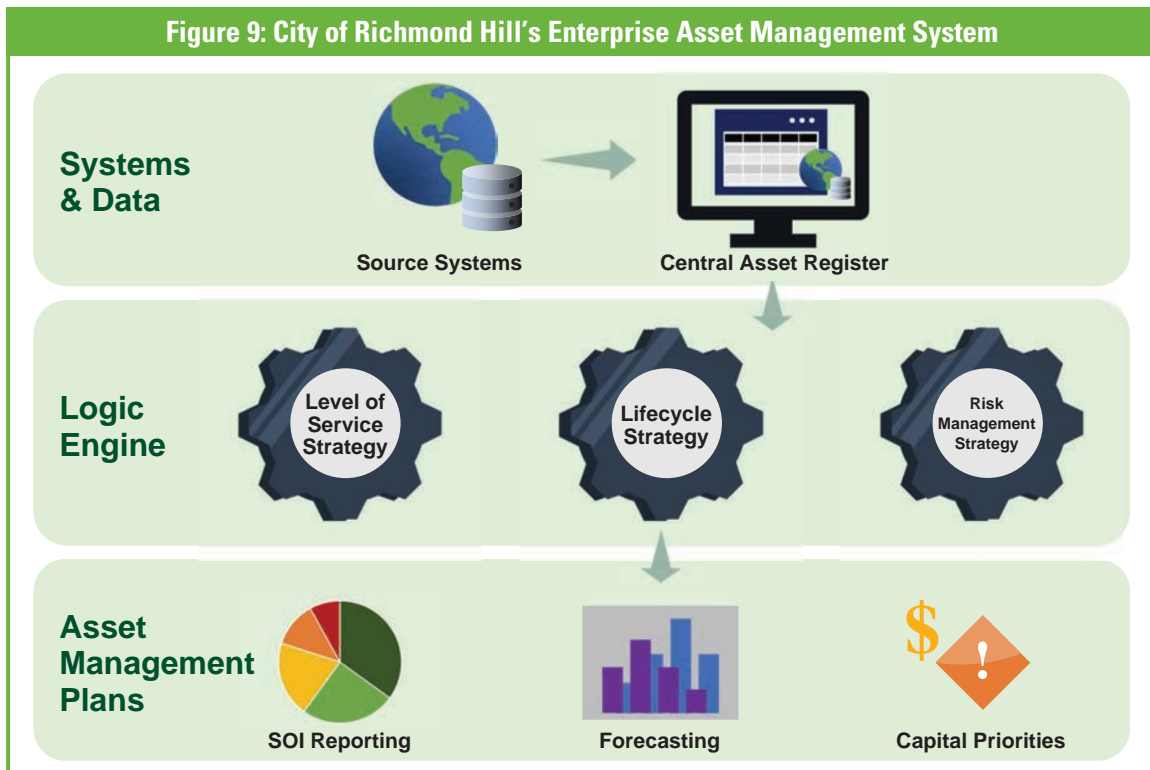 Figure 9: City of Richmond Hill's Enterprise Asset Management System
Systems
& Data
Source Systems
Central Asset Register
Logic
Engine
Level of
Service
Strategy
Lifecycle
Strategy
Risk
Management
Strategy
Asset
Management
Plans
$
!
SOI Reporting
Forecasting
Capital Priorities